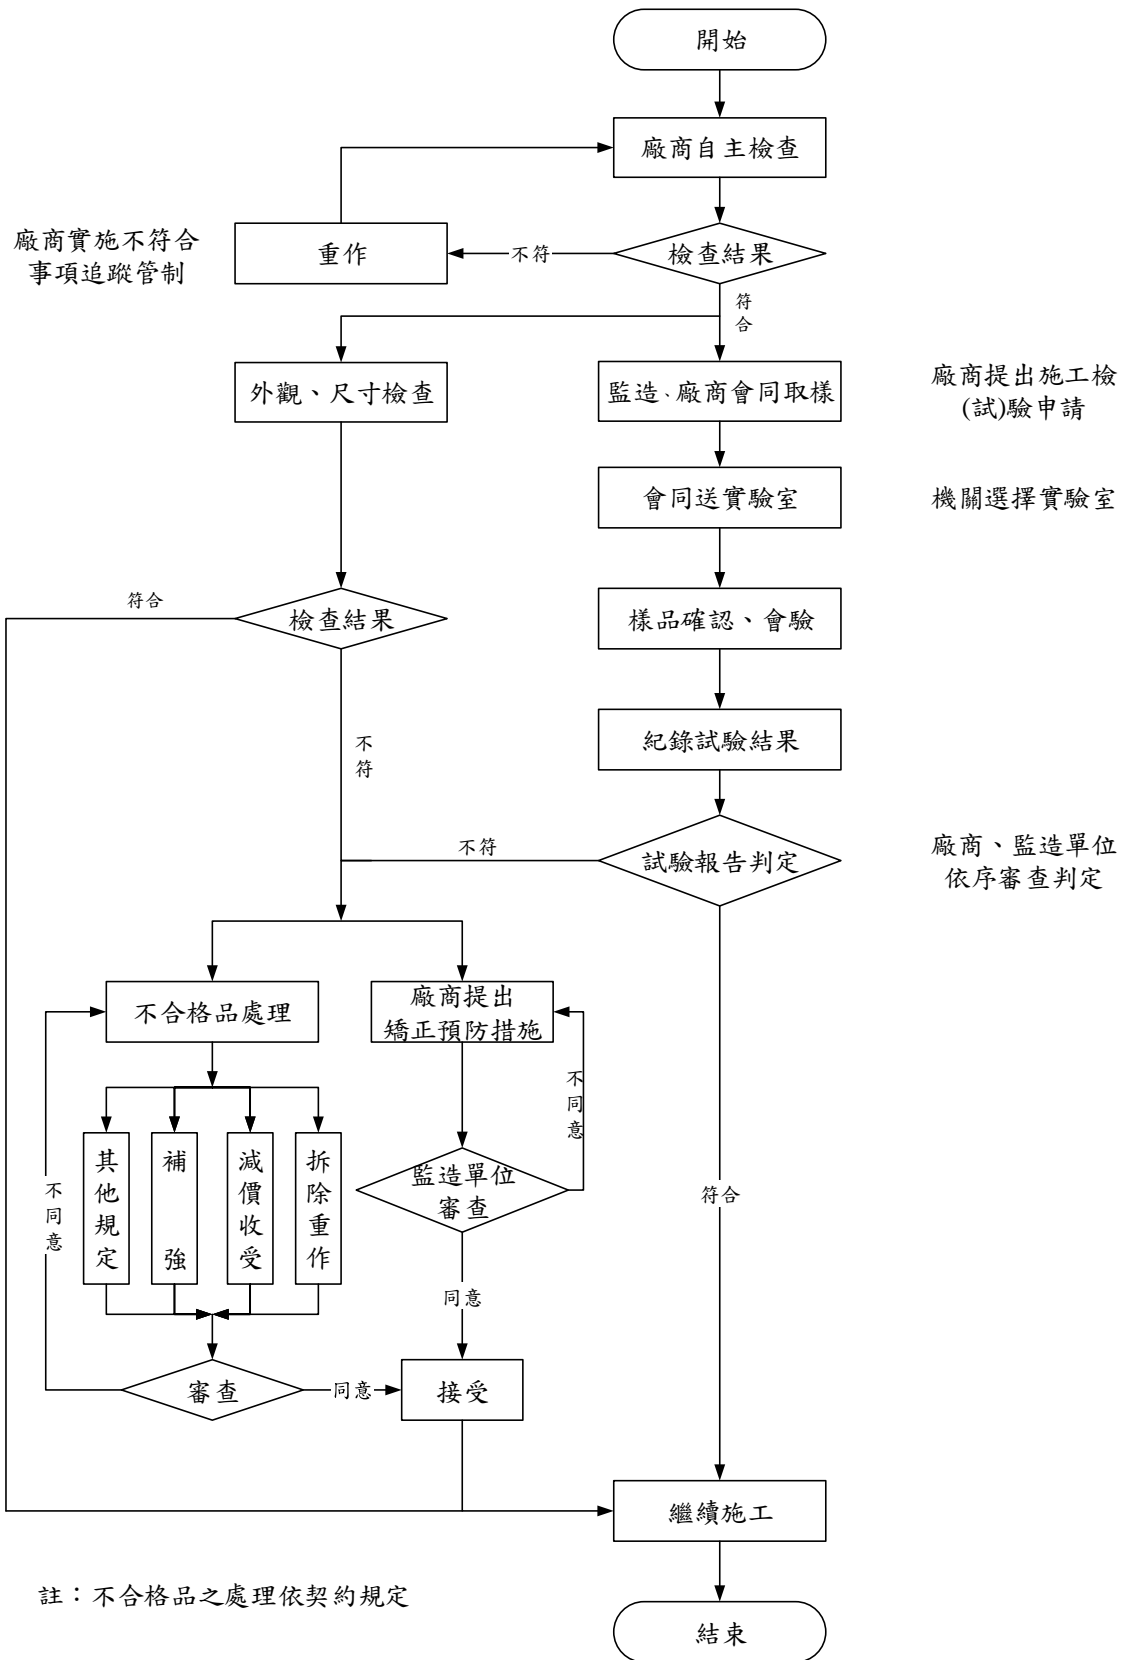 開始
廠商自主檢查
廠商實施不符合
事項追蹤管制
重作
不符
檢查結果
符
合
外觀、尺寸檢查
監造、廠商會同取樣
廠商提出施工檢
(試)驗申請
會同送實驗室
機關選擇實驗室
符合
檢查結果
樣品確認、會驗
紀錄試驗結果
不
符
不符
試驗報告判定
廠商、監造單位
依序審查判定
不合格品處理
廠商提出
矯正預防措施
不
同
意
其
他
規
定
補
強
減
價
收
受
拆
除
重
作
監造單位
審查
不
同
意
符合
同意
審查
同意
接受
繼續施工
註：不合格品之處理依契約規定
結束